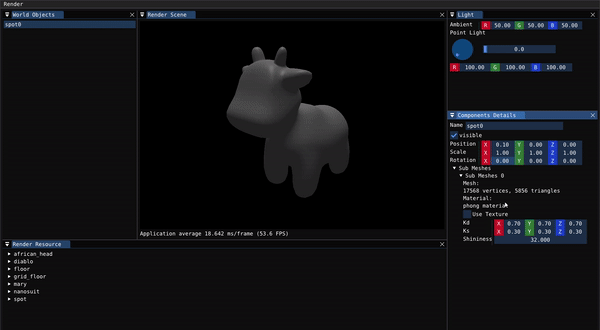 Render
World Objects
spot0
Render Scene
Application average 18.642 ms/frame (53.6 FPS)
Render Resource
african_head
diablo
floor
grid_floor
mary
nanosuit
spot
Light
Ambient R 50.00 G 50.00 B 50.00
Point Light
0.0
R 100.00 G 100.00 B 100.00
Components Details
Name spot0
visible
Position X 0.10 Y 0.00 Z 0.00
Scale X 1.00 Y 1.00 Z 1.00
Rotation X 0.00 Y 0.00 Z 0.00
Sub Meshes
Sub Meshes 0
Mesh:
17568 vertices, 5856 triangles
Material:
phong material
Use Texture
Kd X 0.70 Y 0.70 Z 0.70
Ks X 0.30 Y 0.30 Z 0.30
Shininess 32.000